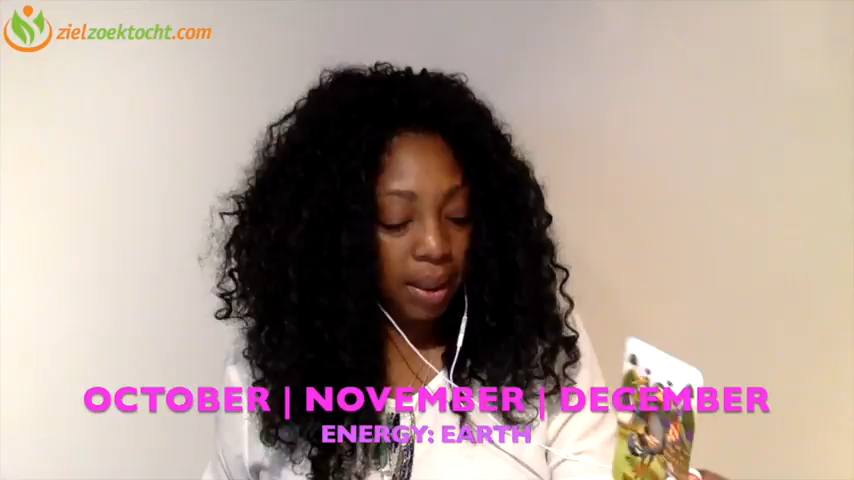 zielzoektocht.com
OCTOBER | NOVEMBER | DECEMBER
ENERGY: EARTH